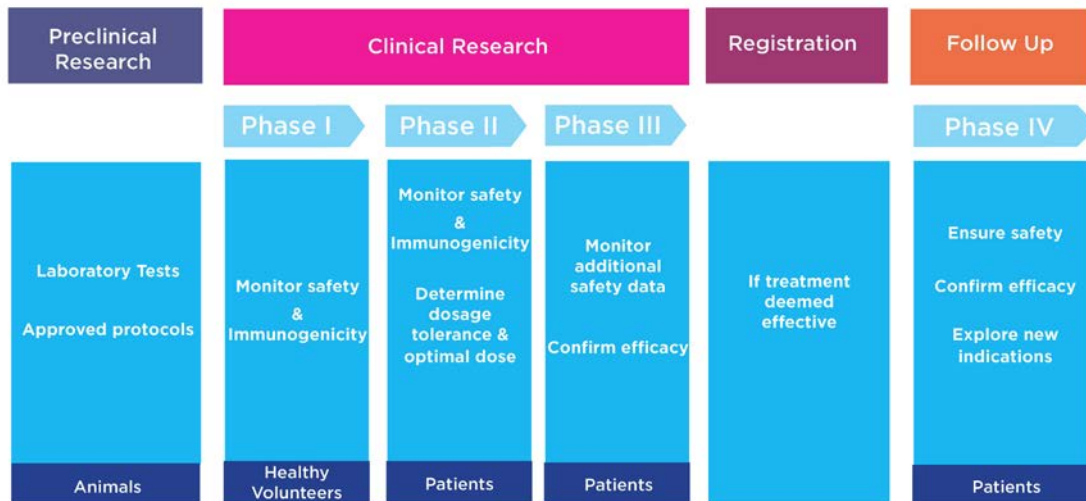 Preclinical
Research
Clinical Research
Registration
Follow Up
Phase I
Phase II
Phase III
Phase IV
Laboratory Tests
Approved protocols
Animals
Monitor safety
&
Immunogenicity
Healthy
Volunteers
Monitor safety
&
Immunogenicity
Determine
dosage
tolerance &
optimal dose
Patients
Monitor
additional
safety data
Confirm efficacy
Patients
If treatment
deemed
effective
Ensure safety
Confirm efficacy
Explore new
indications
Patients